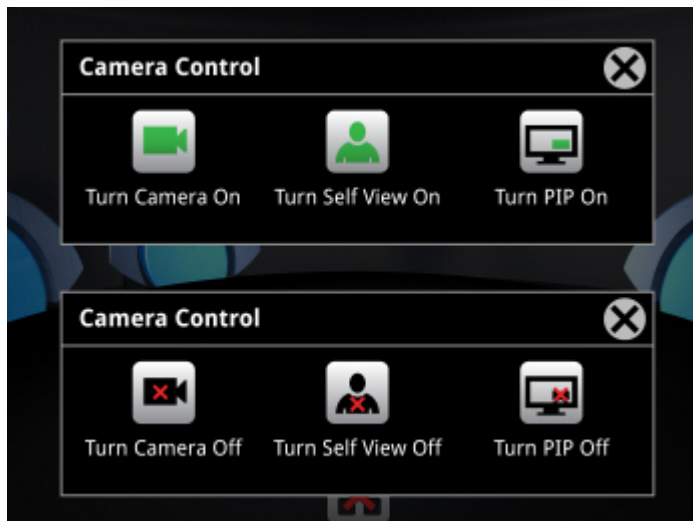 Camera Control
Turn Camera On Turn Self View On Turn PIP On
Camera Control
Turn Camera Off Turn Self View Off Turn PIP Off